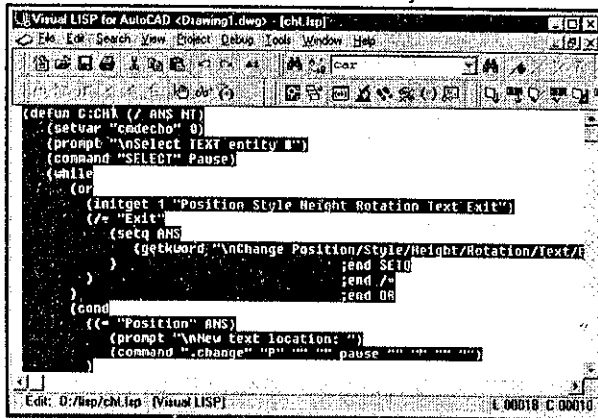 Visual LISP for AutoCAD <Drawing1.dwg> - [cht.lsp]
File Edit Search View Project Debug Tools Window Help
car
(defun C:CHT (/ ANS NT)
(setvar "cmdecho" 0)
(prompt "\nSelect TEXT entity ")
(command "SELECT" Pause)
(while
(or
(initget 1 "Position Style Height Rotation Text Exit")
(/= "Exit"
(setq ANS
(getkword "\nChange Position/Style/Height/Rotation/Text/E
) ;end SETQ
) ;end /=
) ;end OR
(cond
((= "Position" ANS)
(prompt "\nNew text location: ")
(command ".change" "P" "" "" pause "" "" "" "")
)
Edit: D:/lisp/cht.lsp [Visual LISP]
L 00018 C 00010